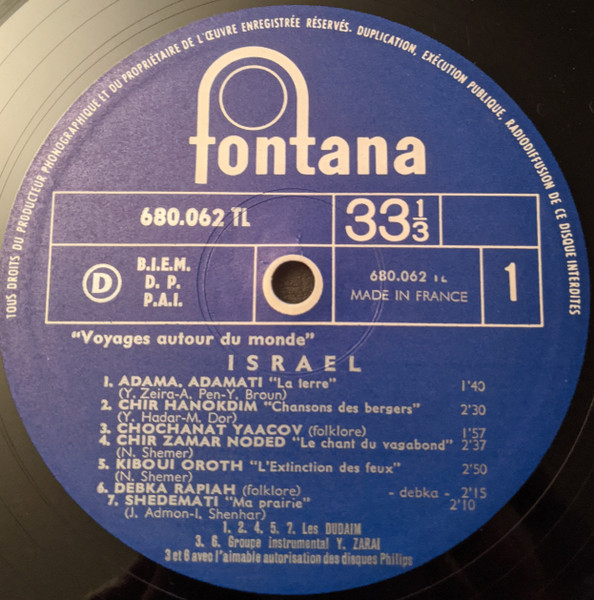 TOUS DROITS DU PRODUCTEUR PHONOGRAPHIQUE ET DU PROPRIÉTAIRE DE L'ŒUVRE ENREGISTRÉE RÉSERVÉS. DUPLICATION, EXÉCUTION PUBLIQUE, RADIODIFFUSION DE CE DISQUE INTERDITES
fontana
680.062 TL
33 1/3
D
B.I.E.M.
D. P.
P.A.I.
680.062 TL
MADE IN FRANCE
1
"Voyages autour du monde"
ISRAEL
1. ADAMA, ADAMATI "La terre" 1'40
(Y. Zeira-A. Pen-Y. Broun)
2. CHIR HANOKDIM "Chansons des bergers" 2'30
(Y. Hadar-M. Dor)
3. CHOCHANAT YAACOV (folklore) 1'57
4. CHIR ZAMAR NODED "Le chant du vagabond" 2'37
(N. Shemer)
5. KIBOUI OROTH "L'Extinction des feux" 2'50
(N. Shemer)
6. DEBKA RAPIAH (folklore) - debka - 2'15
7. SHEDEMATI "Ma prairie" 2'10
(J. Admon-I. Shenhar)
1. 2. 4. 5. 7. Les DUDAIM
3. 6. Groupe instrumental Y. ZARAI
3 et 6 avec l'aimable autorisation des disques Philips